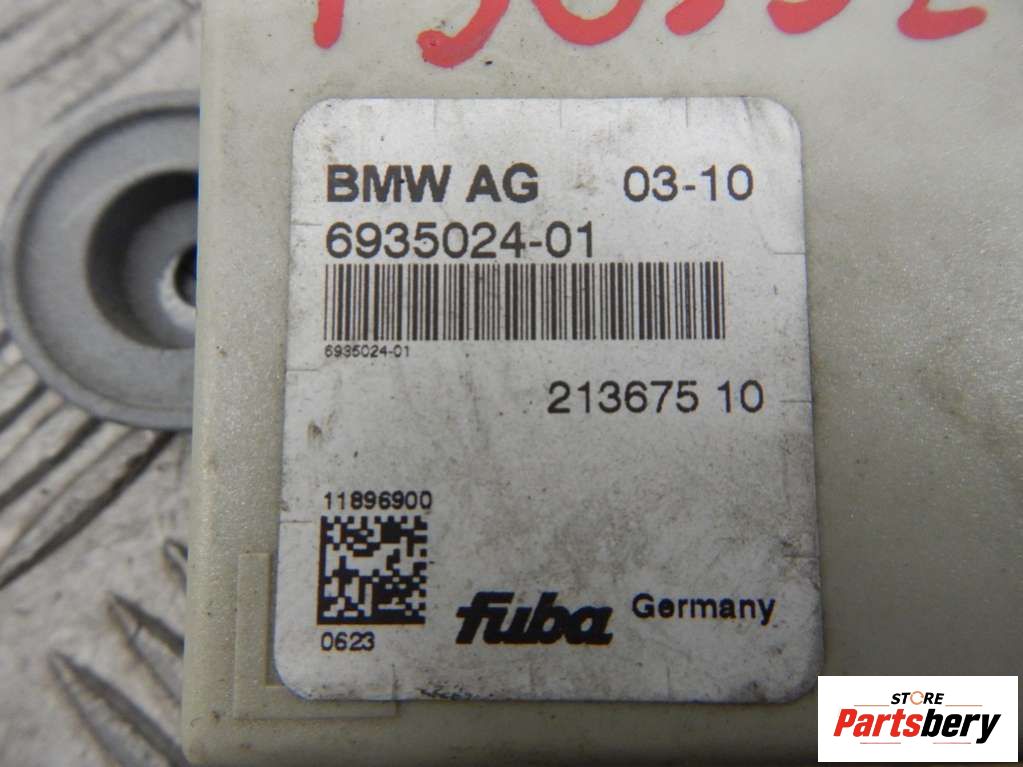 BMW AG 03-10
6935024-01
6935024-01
213675 10
11896900
0623
fuba Germany
STORE
Partsbery